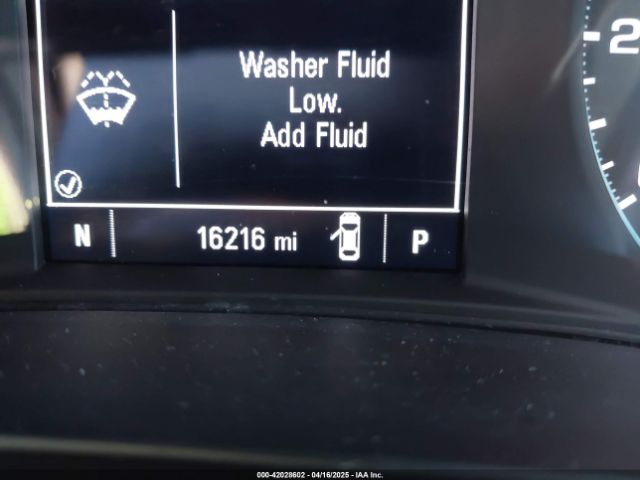 Washer Fluid
Low.
Add Fluid
N 16216 mi P
2
000-42028602 - 04/16/2025 - IAA Inc.